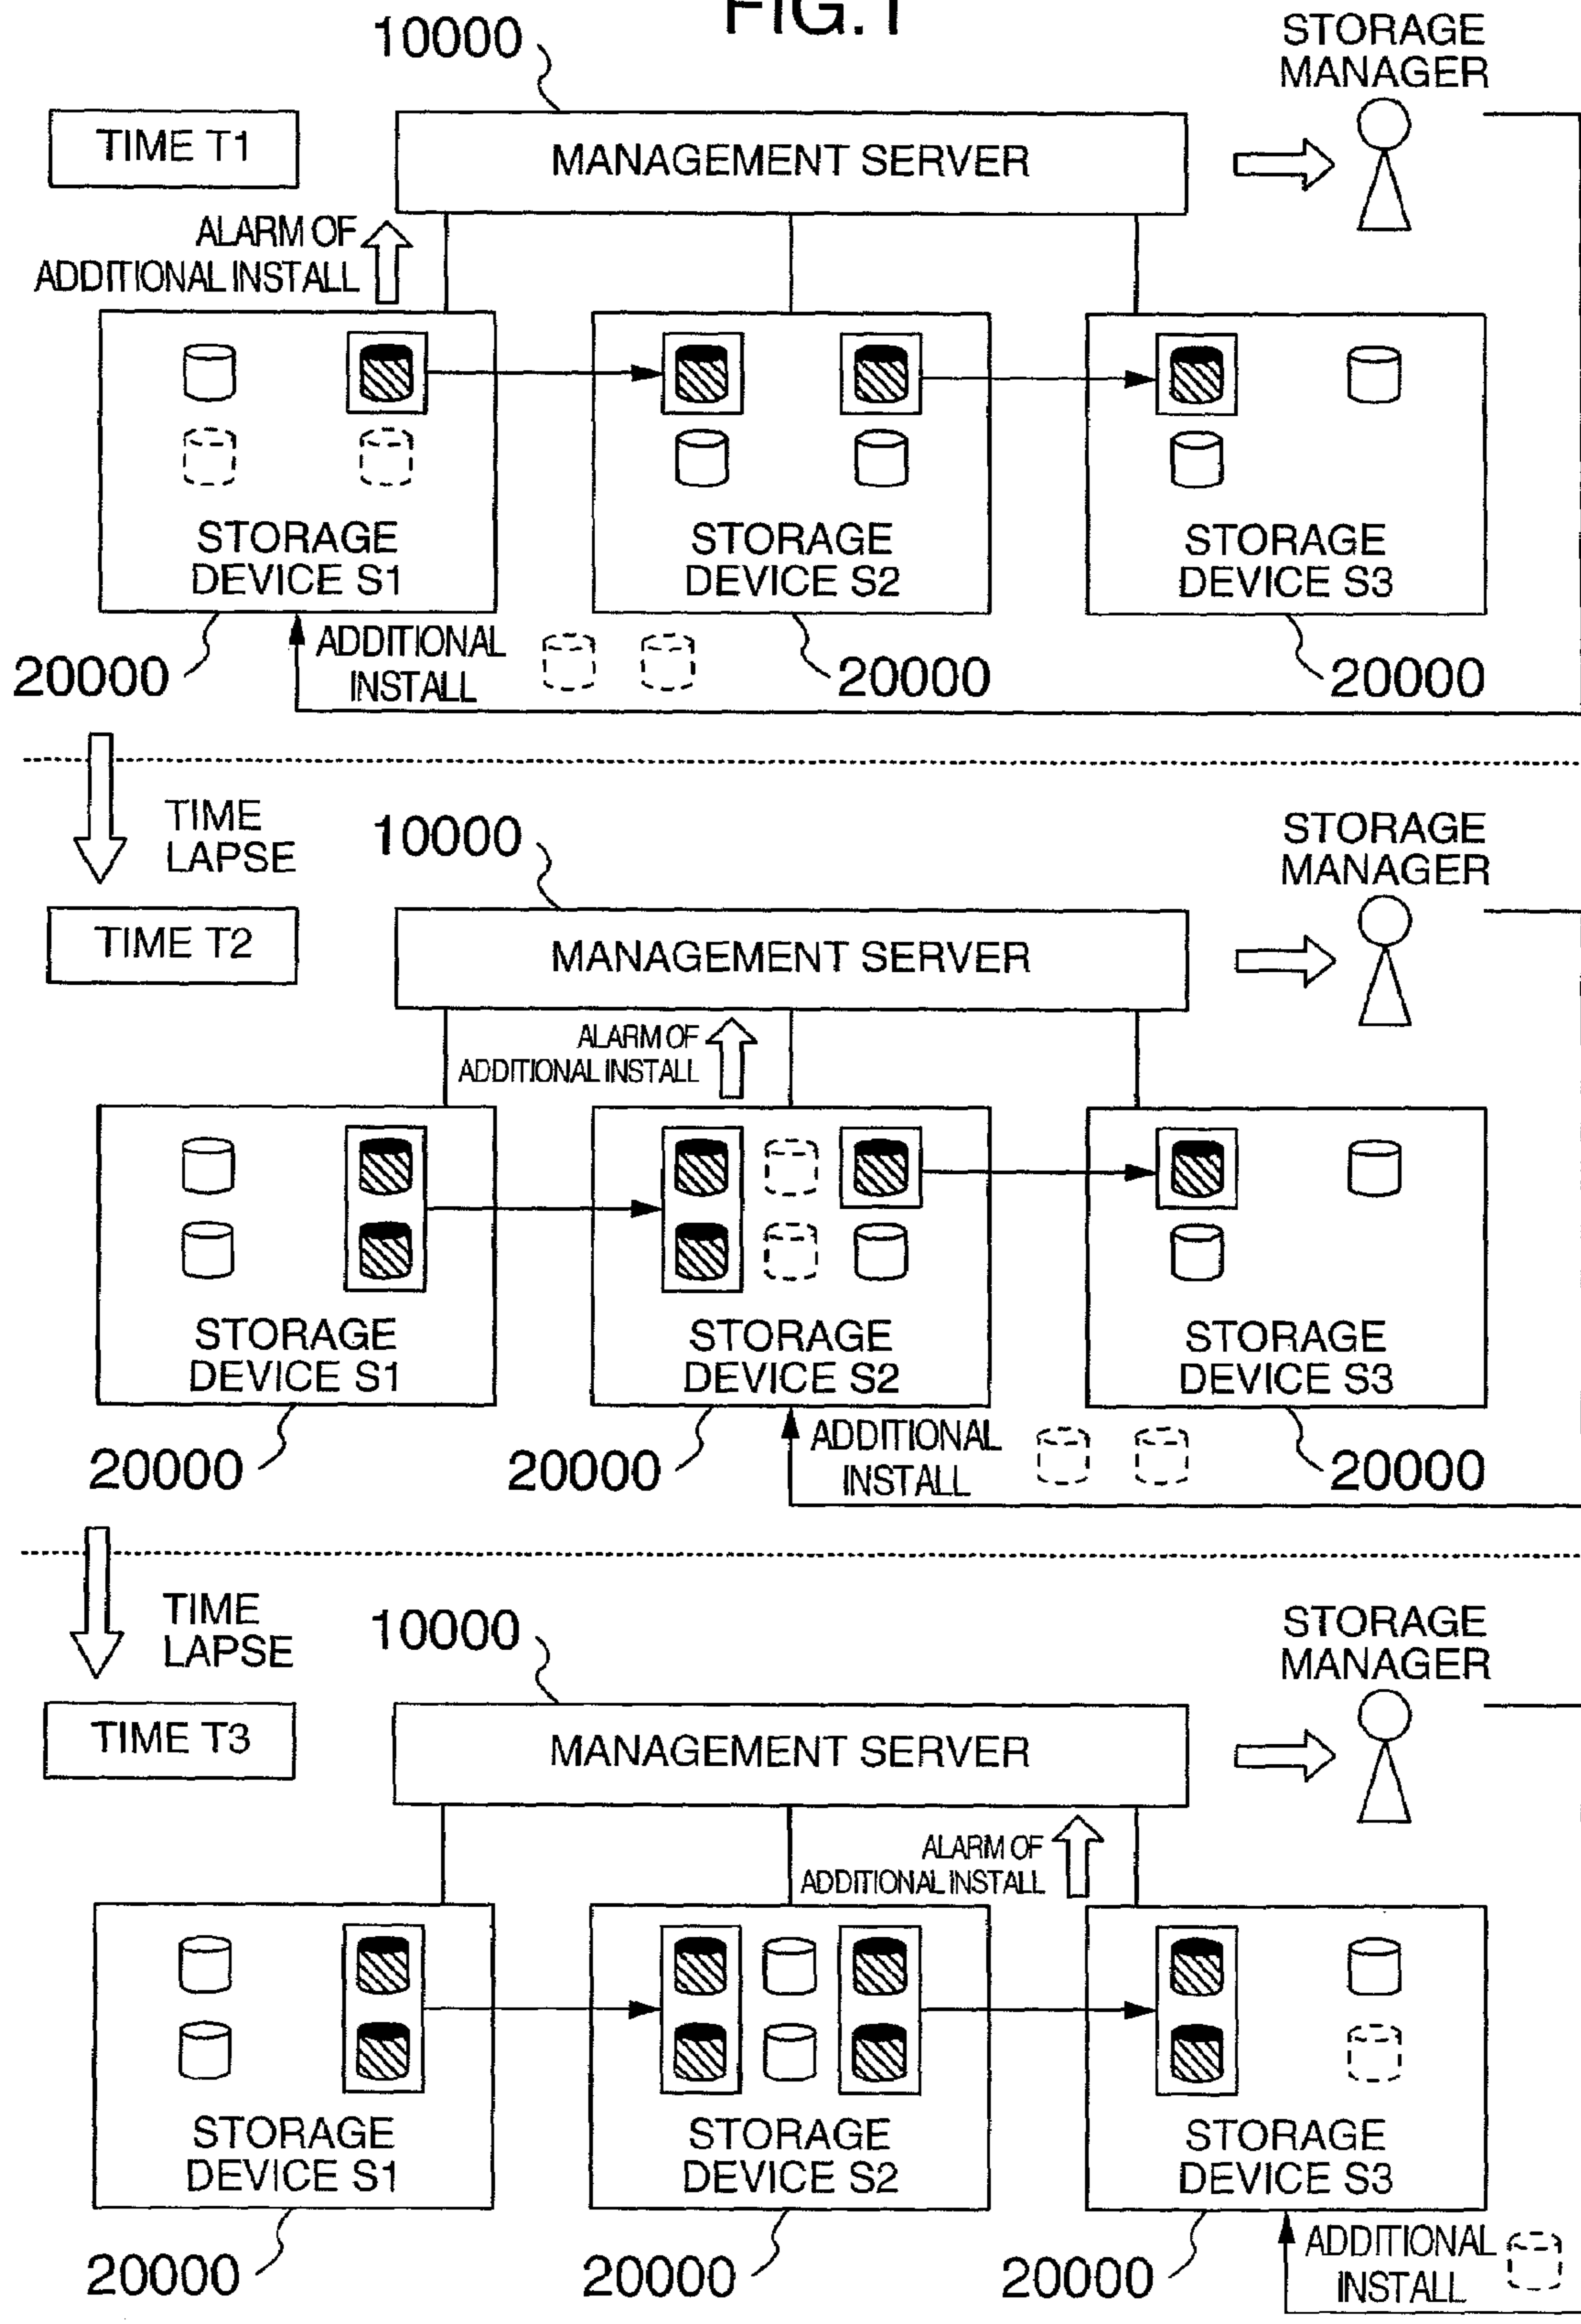 FIG.1
10000
STORAGE
MANAGER
TIME T1
MANAGEMENT SERVER
ALARM OF
ADDITIONAL INSTALL
STORAGE
DEVICE S1
STORAGE
DEVICE S2
STORAGE
DEVICE S3
20000
ADDITIONAL
INSTALL
20000
20000
TIME
LAPSE
10000
STORAGE
MANAGER
TIME T2
MANAGEMENT SERVER
ALARM OF
ADDITIONAL INSTALL
STORAGE
DEVICE S1
STORAGE
DEVICE S2
STORAGE
DEVICE S3
20000
20000
ADDITIONAL
INSTALL
20000
TIME
LAPSE
10000
STORAGE
MANAGER
TIME T3
MANAGEMENT SERVER
ALARM OF
ADDITIONAL INSTALL
STORAGE
DEVICE S1
STORAGE
DEVICE S2
STORAGE
DEVICE S3
20000
20000
20000
ADDITIONAL
INSTALL